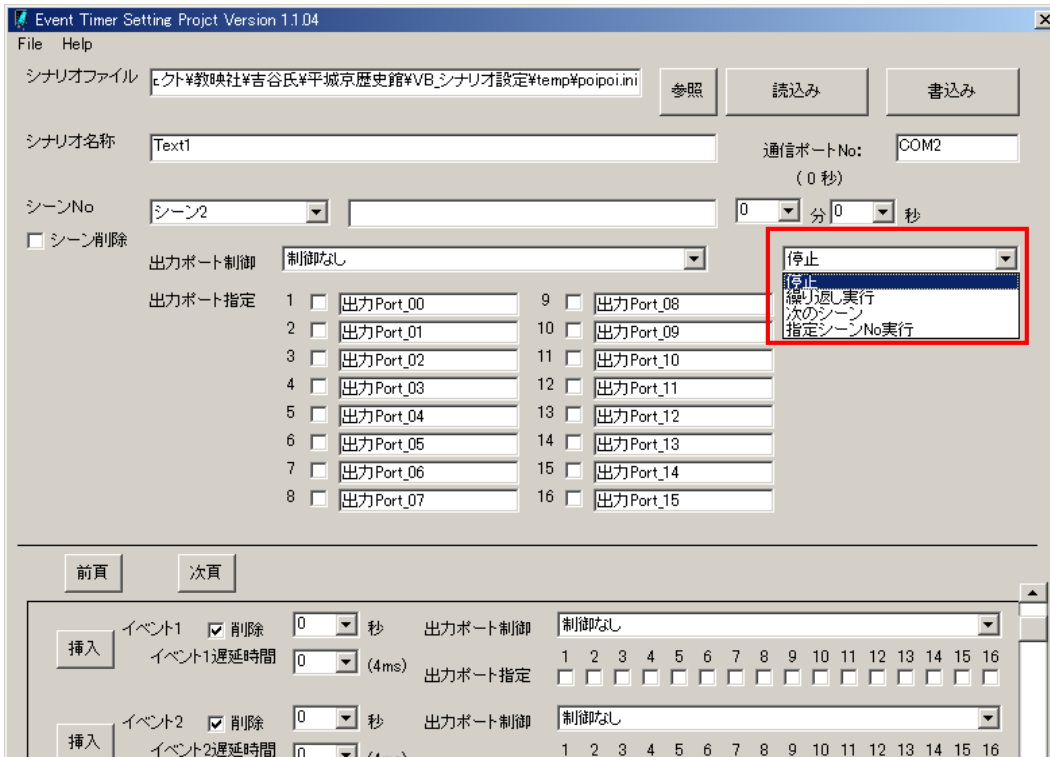 Event Timer Setting Projct Version 1.1.04
File Help
シナリオファイル ェクト¥教映社¥吉谷氏¥平城京歴史館¥VB_シナリオ設定¥temp¥poipoi.ini 参照 読込み 書込み
シナリオ名称 Text1 通信ポートNo: COM2
(0 秒)
シーンNo シーン2 0 分 0 秒
シーン削除
出力ポート制御 制御なし 停止
停止
繰り返し実行
次のシーン
指定シーンNo実行
出力ポート指定 1 出力Port_00 9 出力Port_08
2 出力Port_01 10 出力Port_09
3 出力Port_02 11 出力Port_10
4 出力Port_03 12 出力Port_11
5 出力Port_04 13 出力Port_12
6 出力Port_05 14 出力Port_13
7 出力Port_06 15 出力Port_14
8 出力Port_07 16 出力Port_15
前頁 次頁
挿入 イベント1 削除 0 秒 出力ポート制御 制御なし
イベント1遅延時間 0 (4ms) 出力ポート指定 1 2 3 4 5 6 7 8 9 10 11 12 13 14 15 16
挿入 イベント2 削除 0 秒 出力ポート制御 制御なし
イベント2遅延時間 0 (4ms) 1 2 3 4 5 6 7 8 9 10 11 12 13 14 15 16